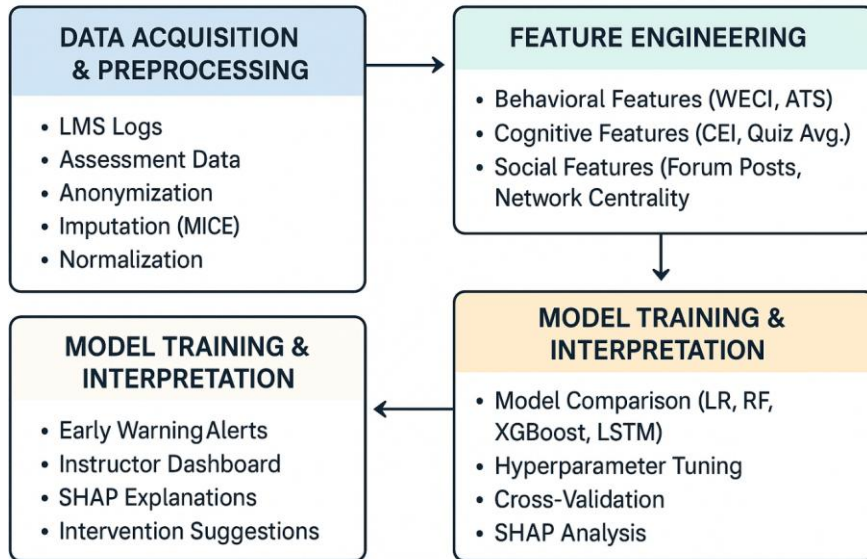 DATA ACQUISITION
& PREPROCESSING
• LMS Logs
• Assessment Data
• Anonymization
• Imputation (MICE)
• Normalization
FEATURE ENGINEERING
• Behavioral Features (WECI, ATS)
• Cognitive Features (CEI, Quiz Avg.)
• Social Features (Forum Posts,
Network Centrality
MODEL TRAINING &
INTERPRETATION
• Model Comparison (LR, RF,
XGBoost, LSTM)
• Hyperparameter Tuning
• Cross-Validation
• SHAP Analysis
MODEL TRAINING &
INTERPRETATION
• Early Warning Alerts
• Instructor Dashboard
• SHAP Explanations
• Intervention Suggestions